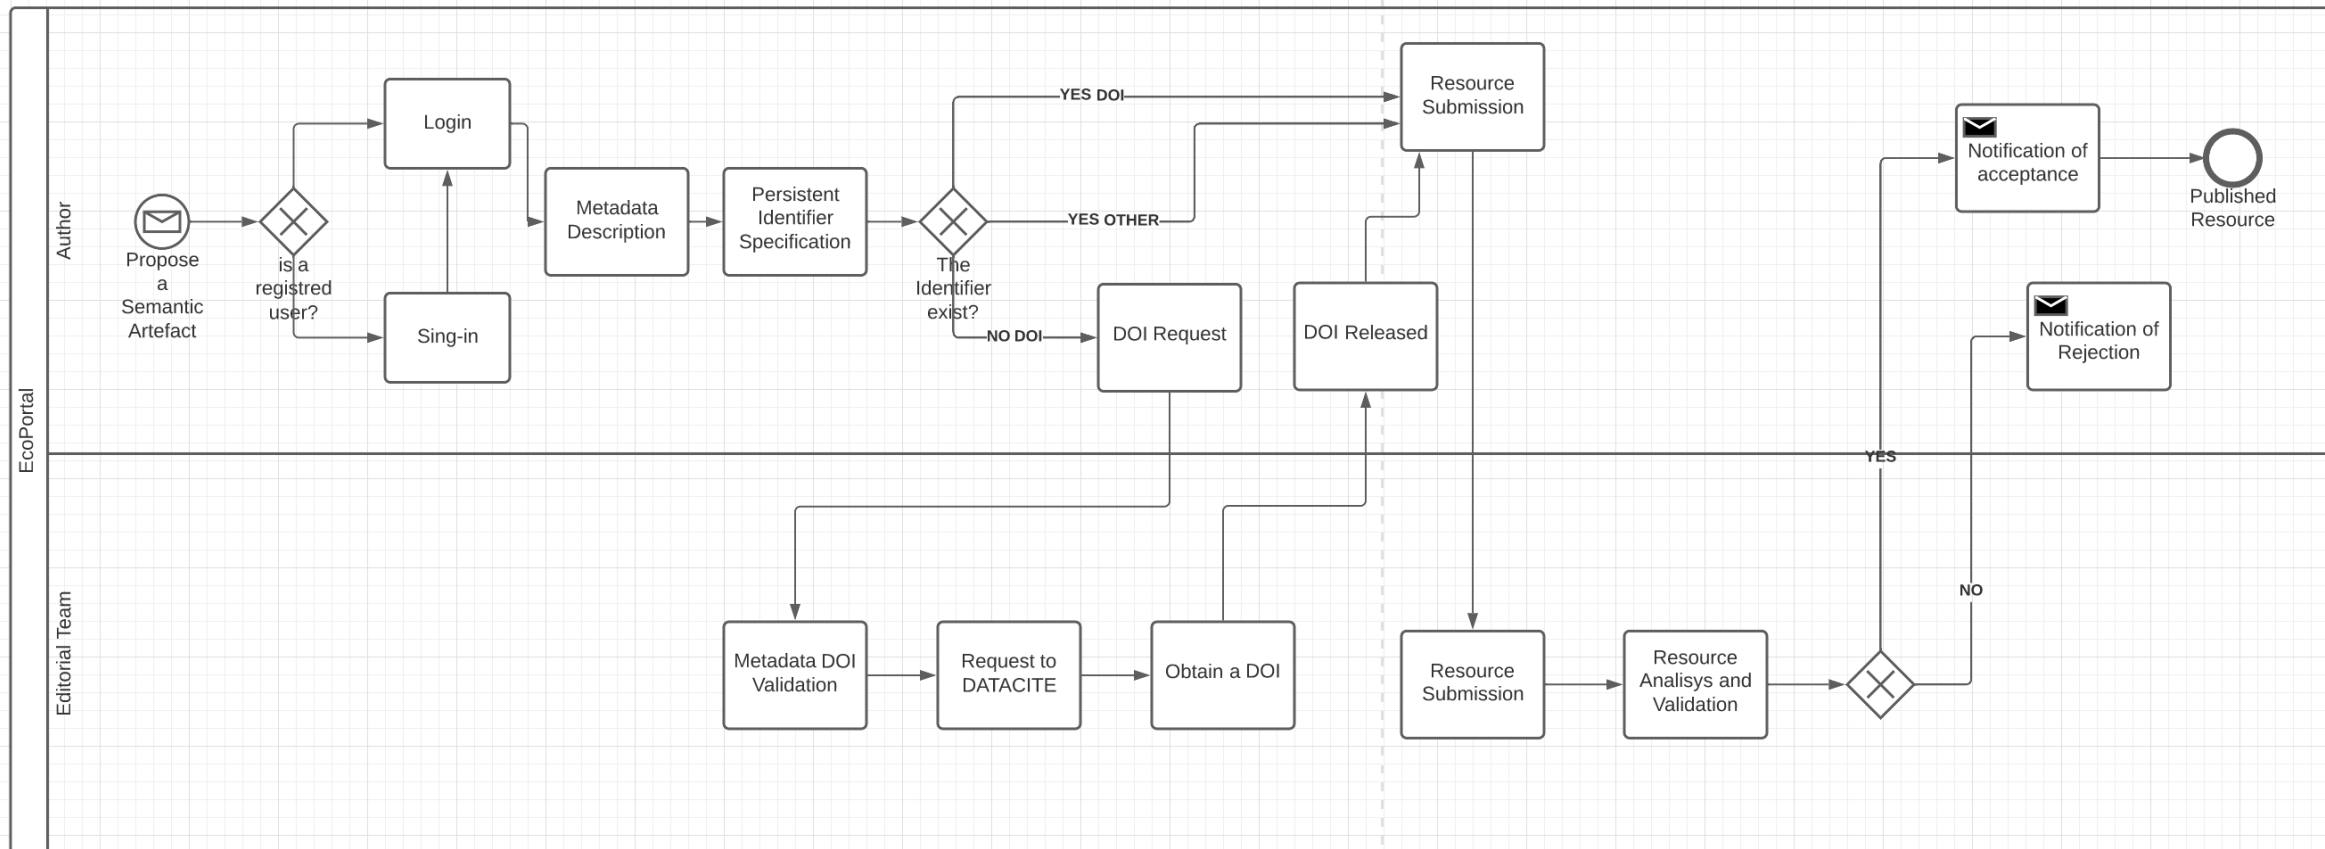 EcoPortal
Author
Propose
a
Semantic
Artefact
is a
registred
user?
Login
Sing-in
Metadata
Description
Persistent
Identifier
Specification
The
Identifier
exist?
YES DOI
YES OTHER
NO DOI
DOI Request
DOI Released
Resource
Submission
Notification of
acceptance
Published
Resource
Notification of
Rejection
YES
NO
Editorial Team
Metadata DOI
Validation
Request to
DATACITE
Obtain a DOI
Resource
Submission
Resource
Analisys and
Validation